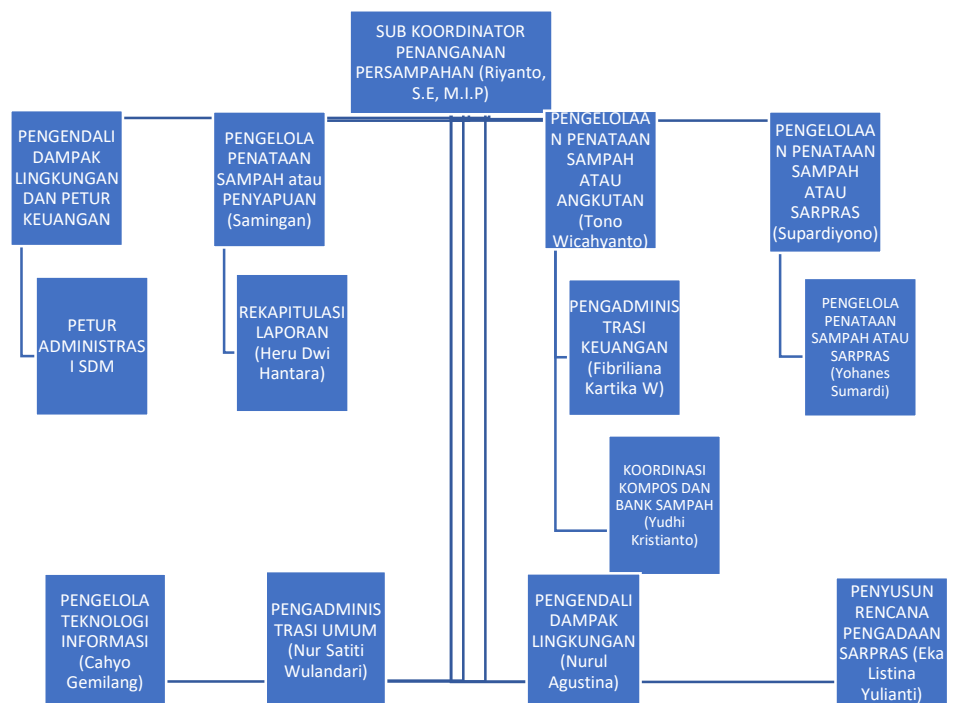 SUB KOORDINATOR
PENANGANAN
PERSAMPAHAN (Riyanto,
S.E, M.I.P)
PENGENDALI
DAMPAK
LINGKUNGAN
DAN PETUR
KEUANGAN
PENGELOLA
PENATAAN
SAMPAH atau
PENYAPUAN
(Samingan)
PENGELOLAA
N PENATAAN
SAMPAH
ATAU
ANGKUTAN
(Tono
Wicahyanto)
PENGELOLAA
N PENATAAN
SAMPAH
ATAU
SARPRAS
(Supardiyono)
PETUR
ADMINISTRAS
I SDM
REKAPITULASI
LAPORAN
(Heru Dwi
Hantara)
PENGADMINIS
TRASI
KEUANGAN
(Fibriliana
Kartika W)
PENGELOLA
PENATAAN
SAMPAH ATAU
SARPRAS
(Yohanes
Sumardi)
KOORDINASI
KOMPOS DAN
BANK SAMPAH
(Yudhi
Kristianto)
PENGELOLA
TEKNOLOGI
INFORMASI
(Cahyo
Gemilang)
PENGADMINIS
TRASI UMUM
(Nur Satiti
Wulandari)
PENGENDALI
DAMPAK
LINGKUNGAN
(Nurul
Agustina)
PENYUSUN
RENCANA
PENGADAAN
SARPRAS (Eka
Listina
Yulianti)